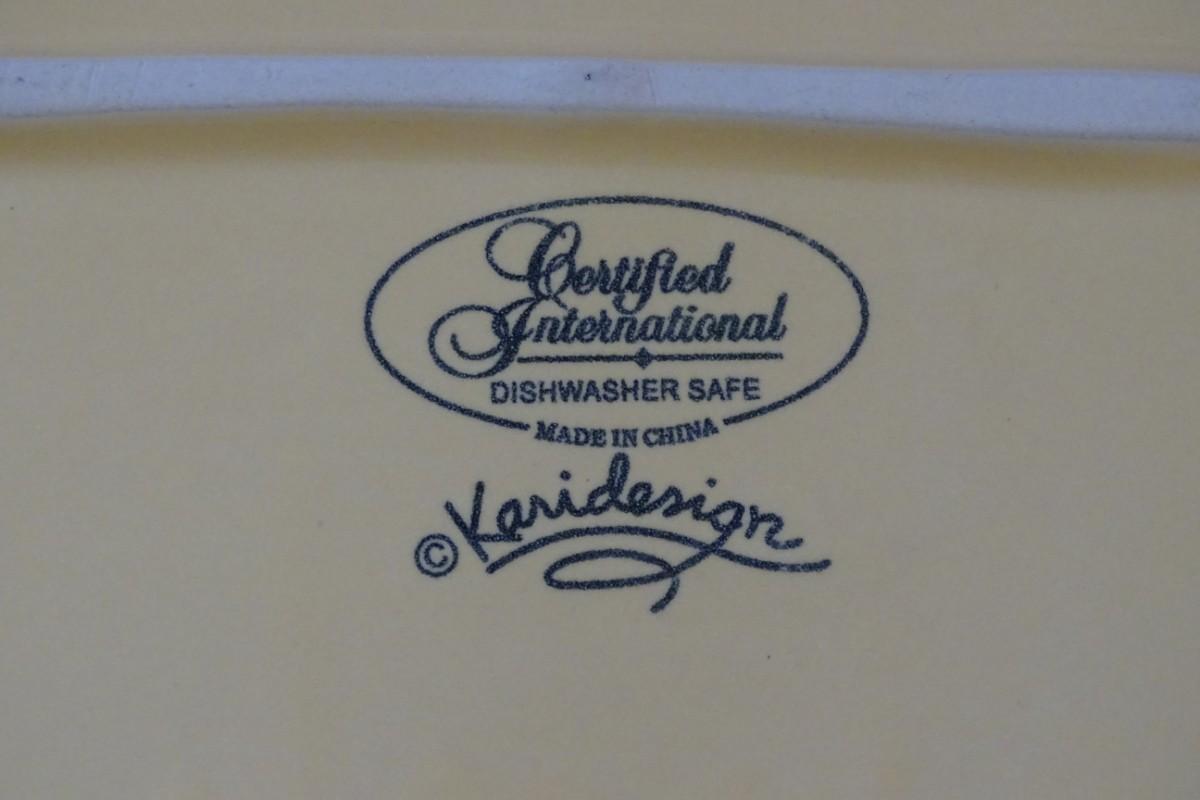 Certified
International
DISHWASHER SAFE
MADE IN CHINA
© Karidesign